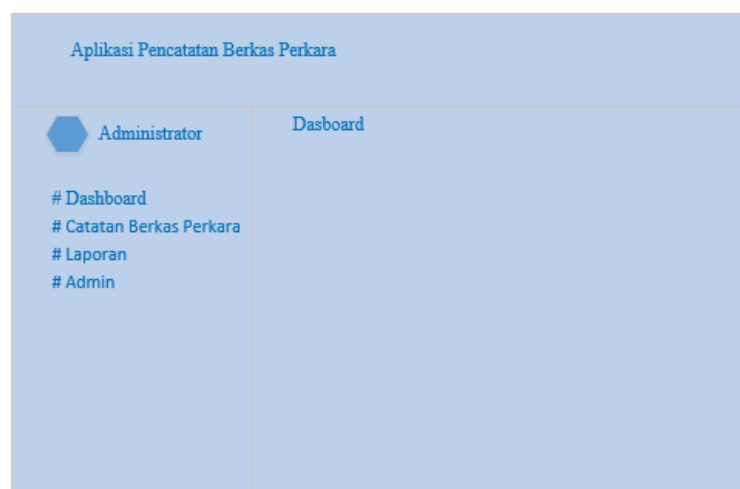 Aplikasi Pencatatan Berkas Perkara
Administrator
Dasboard
# Dashboard
# Catatan Berkas Perkara
# Laporan
# Admin